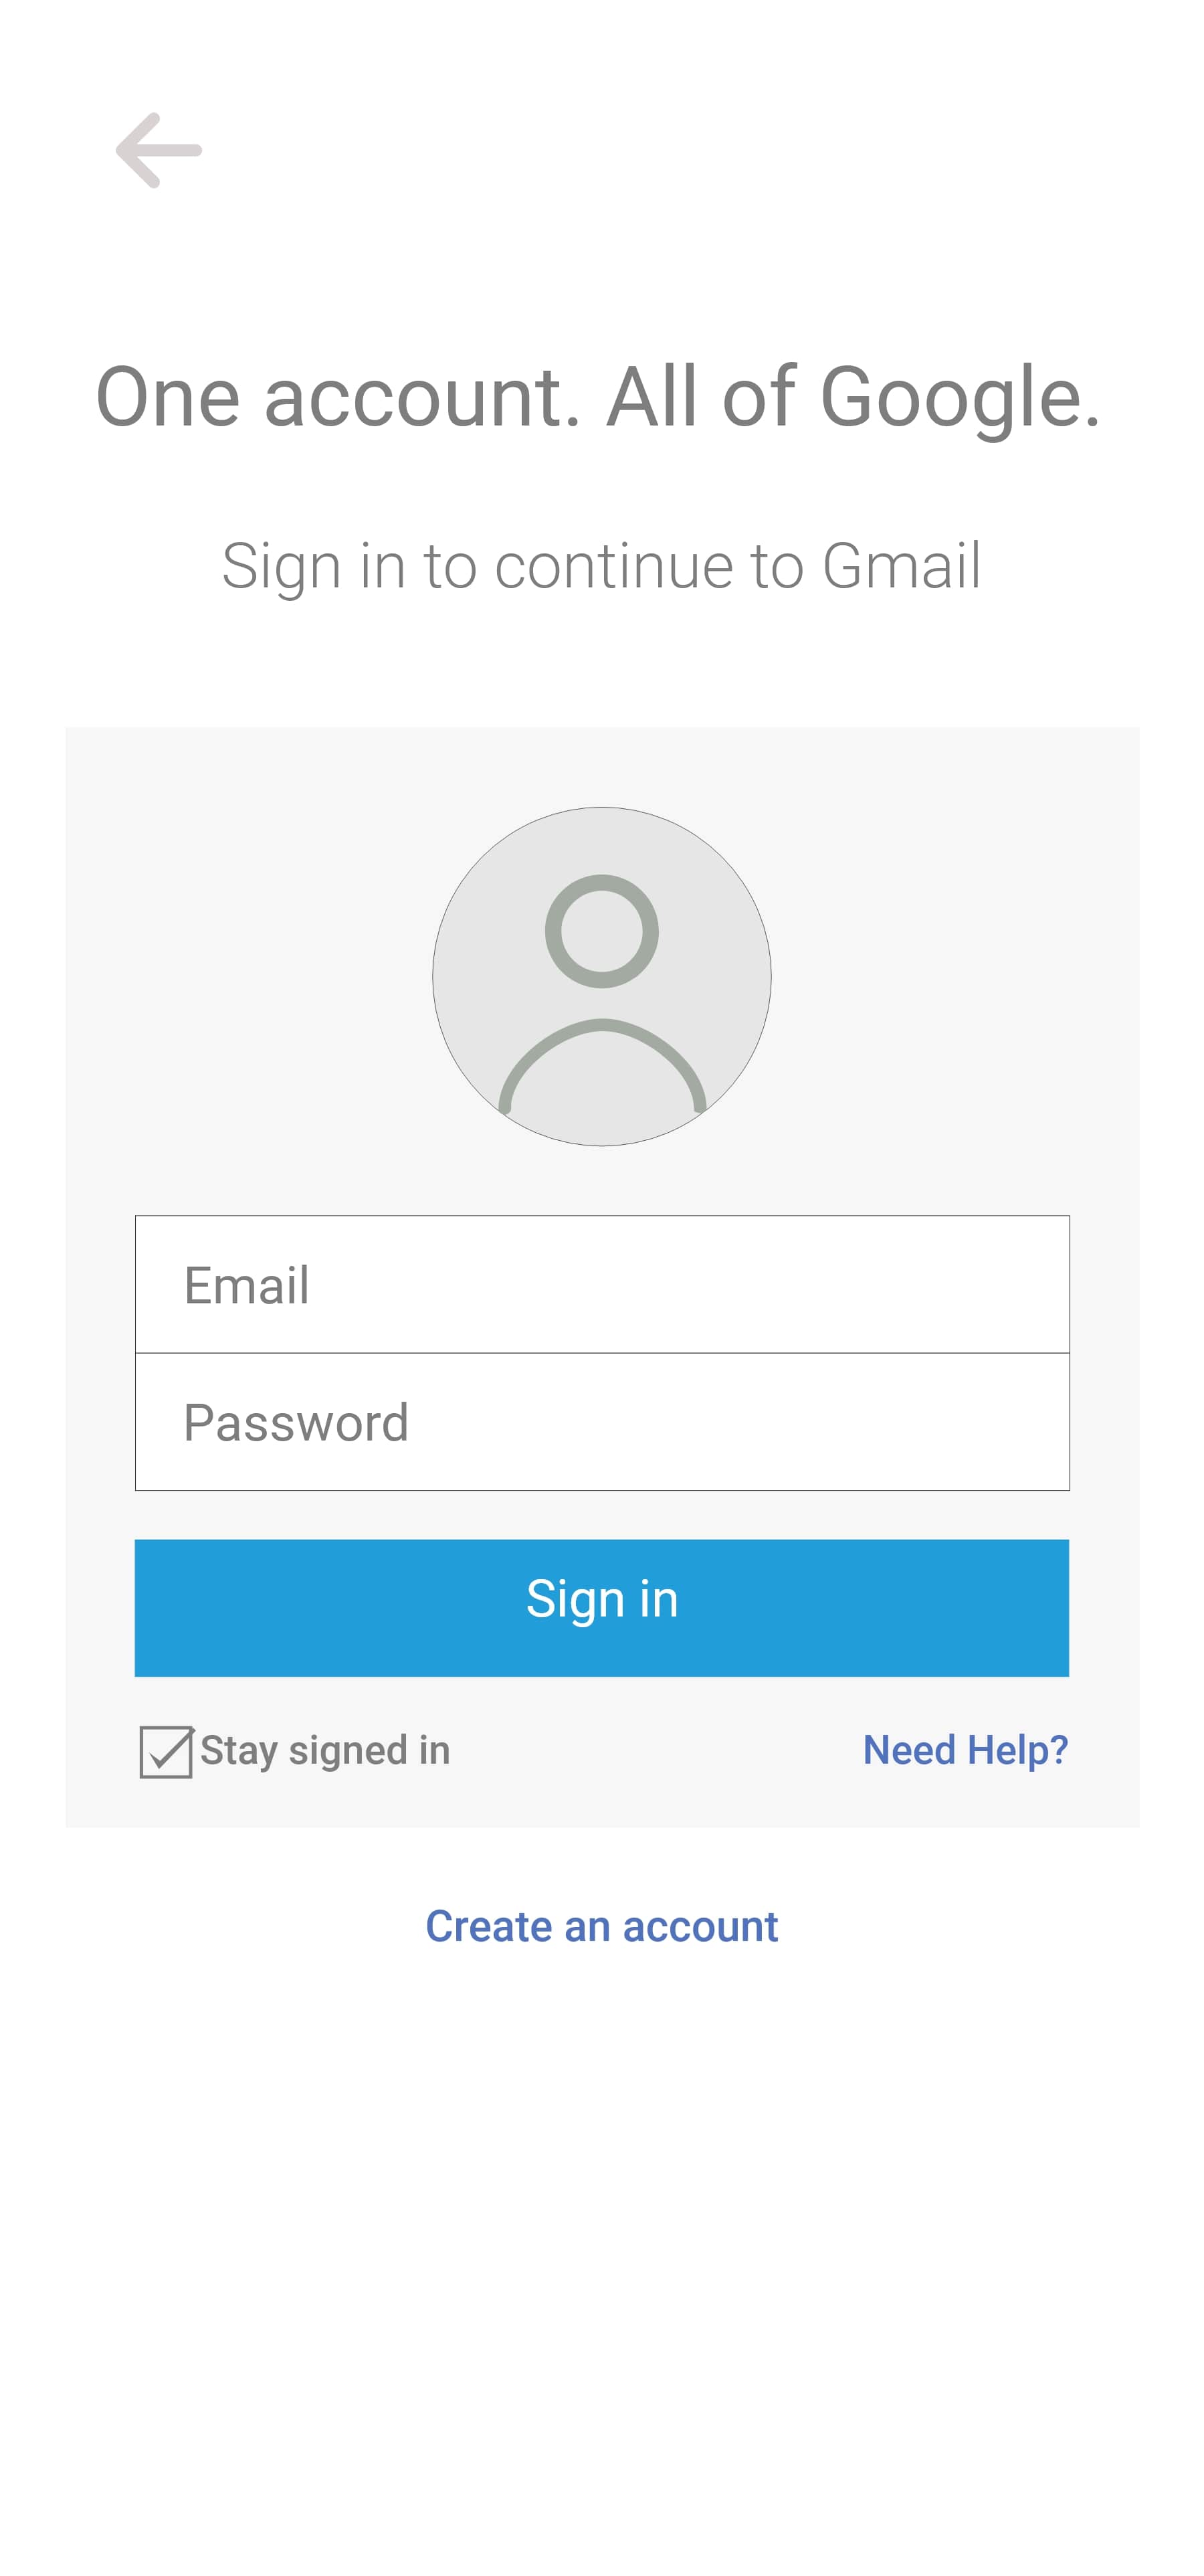 One account. All of Google.
Sign in to continue to Gmail
Email
Password
Sign in
Stay signed in
Need Help?
Create an account